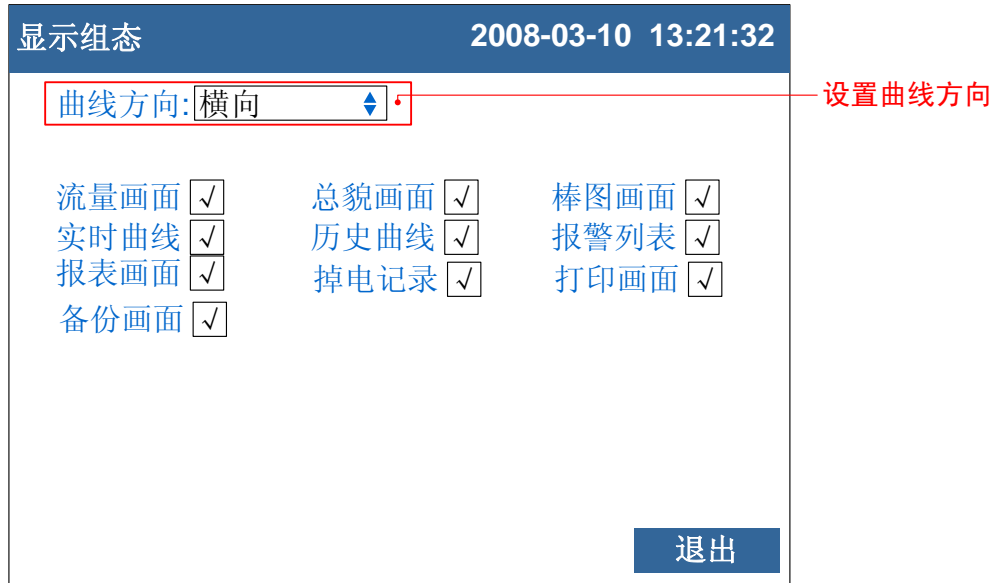 显示组态 2008-03-10 13:21:32
曲线方向: 横向 设置曲线方向
流量画面 √ 总貌画面 √ 棒图画面 √
实时曲线 √ 历史曲线 √ 报警列表 √
报表画面 √ 掉电记录 √ 打印画面 √
备份画面 √
退出